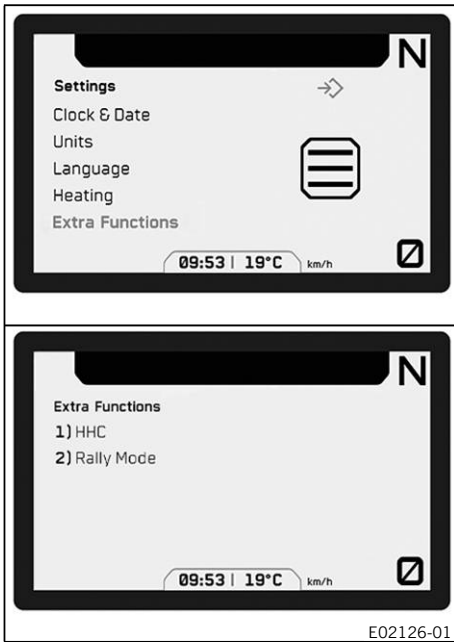 N
Settings
Clock & Date
Units
Language
Heating
Extra Functions
0
09:53 | 19°C km/h
N
Extra Functions
1) HHC
2) Rally Mode
0
09:53 | 19°C km/h
E02126-01